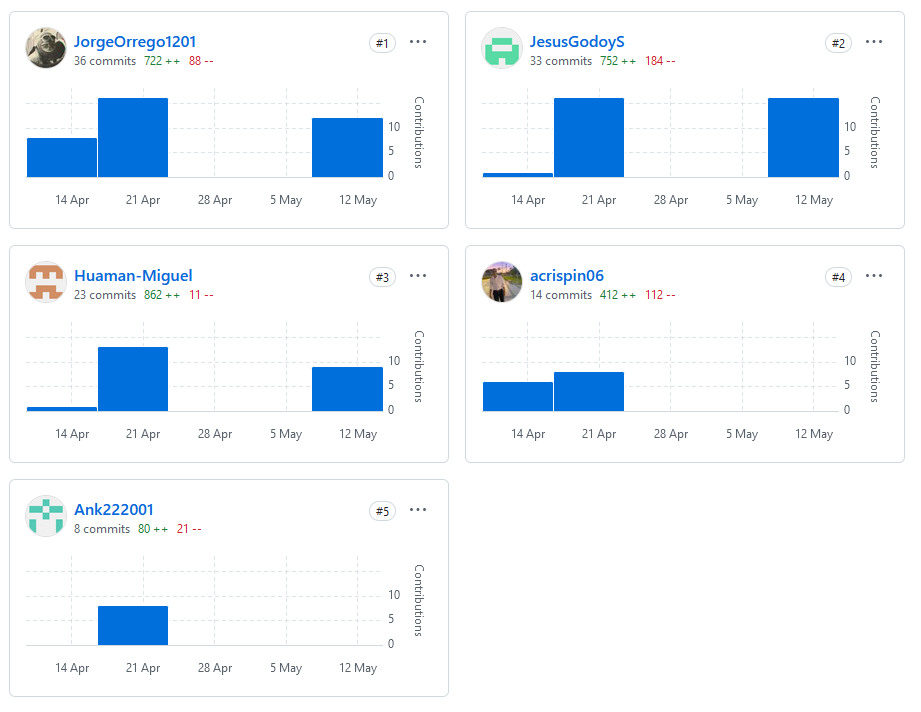 JorgeOrrego1201
#1
36 commits 722 ++ 88 --
Contributions
10
5
0
14 Apr 21 Apr 28 Apr 5 May 12 May
JesusGodoyS
#2
33 commits 752 ++ 184 --
Contributions
10
5
0
14 Apr 21 Apr 28 Apr 5 May 12 May
Huaman-Miguel
#3
23 commits 862 ++ 11 --
Contributions
10
5
0
14 Apr 21 Apr 28 Apr 5 May 12 May
acrispin06
#4
14 commits 412 ++ 112 --
Contributions
10
5
0
14 Apr 21 Apr 28 Apr 5 May 12 May
Ank222001
#5
8 commits 80 ++ 21 --
Contributions
10
5
0
14 Apr 21 Apr 28 Apr 5 May 12 May